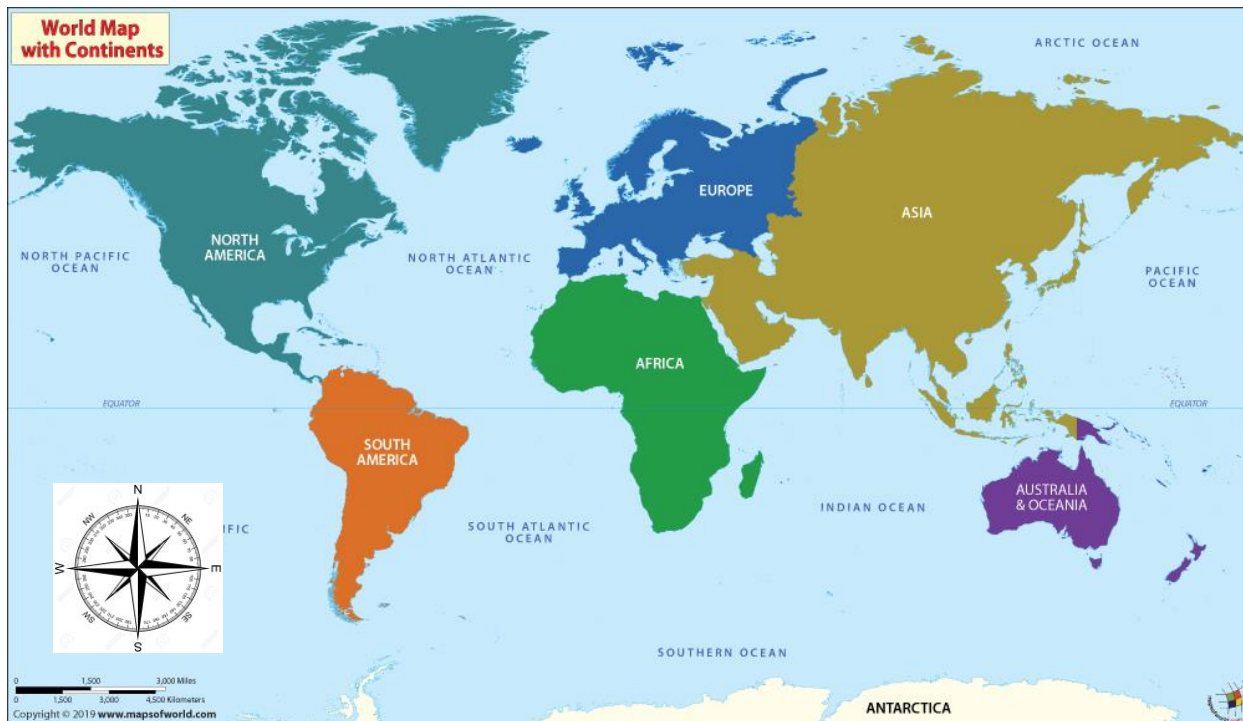 World Map
with Continents
ARCTIC OCEAN
EUROPE
ASIA
NORTH
AMERICA
NORTH PACIFIC
OCEAN
NORTH ATLANTIC
OCEAN
PACIFIC
OCEAN
AFRICA
EQUATOR
EQUATOR
SOUTH
AMERICA
AUSTRALIA
& OCEANIA
INDIAN OCEAN
SOUTH ATLANTIC
OCEAN
IFIC
N
NW
NE
W
E
SW
SE
S
SOUTHERN OCEAN
0 1,500 3,000 Miles
0 1,500 3,000 4,500 Kilometers
Copyright © 2019 www.mapsofworld.com
ANTARCTICA